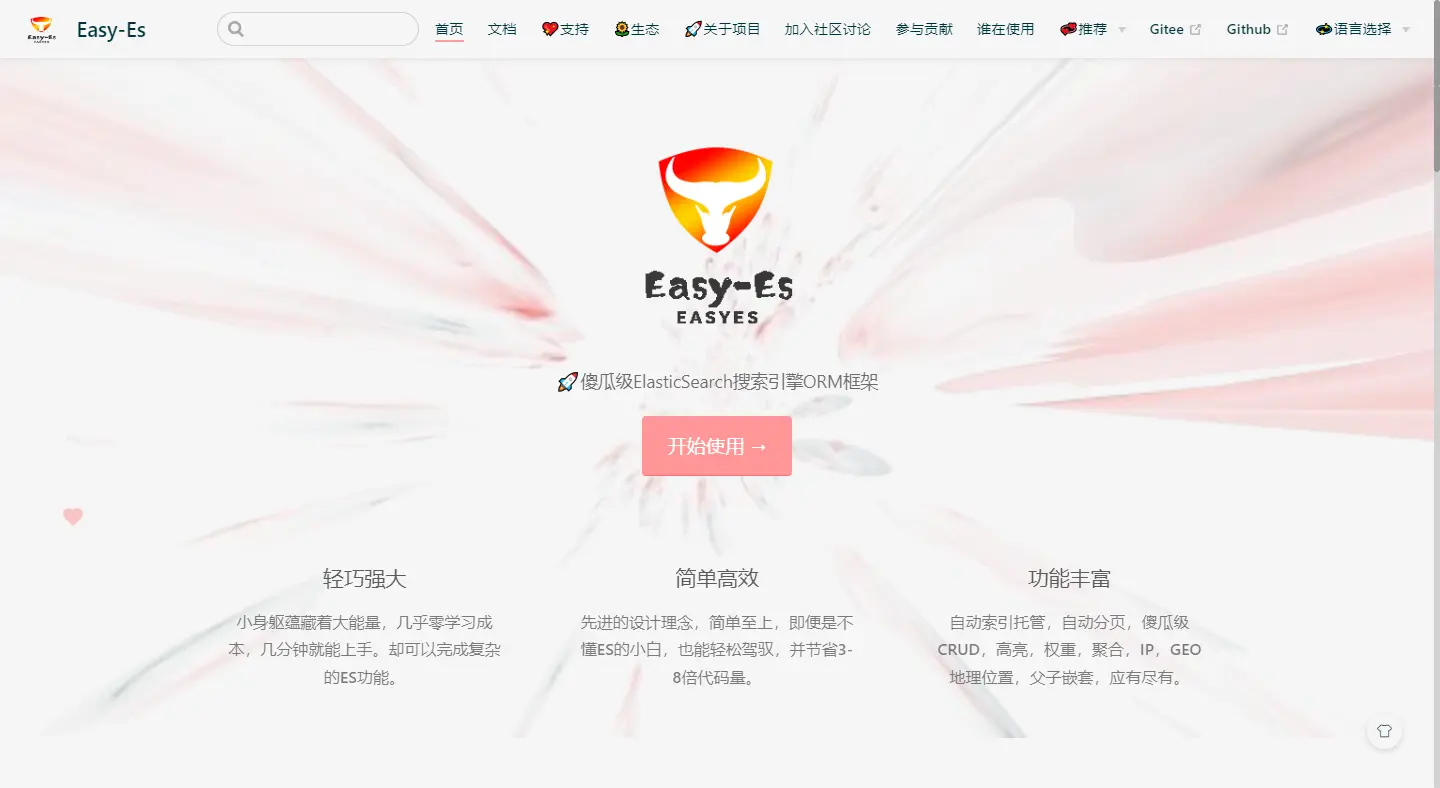 Easy-Es
首页
文档
支持
生态
关于项目
加入社区讨论
参与贡献
谁在使用
推荐
Gitee
Github
语言选择
Easy-Es
EASYES
傻瓜级ElasticSearch搜索引擎ORM框架
开始使用 →
轻巧强大
小身躯蕴藏着大能量，几乎零学习成
本，几分钟就能上手。却可以完成复杂
的ES功能。
简单高效
先进的设计理念，简单至上，即便是不
懂ES的小白，也能轻松驾驭，并节省3-
8倍代码量。
功能丰富
自动索引托管，自动分页，傻瓜级
CRUD，高亮，权重，聚合，IP，GEO
地理位置，父子嵌套，应有尽有。